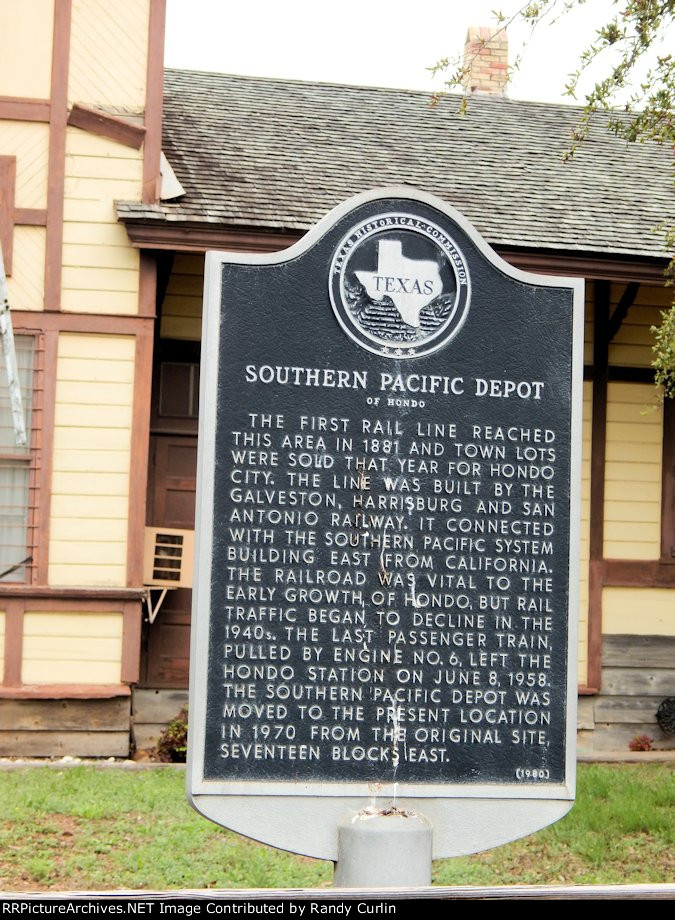 TEXAS HISTORICAL COMMISSION
TEXAS
SOUTHERN PACIFIC DEPOT
OF HONDO
THE FIRST RAIL LINE REACHED
THIS AREA IN 1881 AND TOWN LOTS
WERE SOLD THAT YEAR FOR HONDO
CITY. THE LINE WAS BUILT BY THE
GALVESTON, HARRISBURG AND SAN
ANTONIO RAILWAY. IT CONNECTED
WITH THE SOUTHERN PACIFIC SYSTEM
BUILDING EAST FROM CALIFORNIA.
THE RAILROAD WAS VITAL TO THE
EARLY GROWTH OF HONDO, BUT RAIL
TRAFFIC BEGAN TO DECLINE IN THE
1940s. THE LAST PASSENGER TRAIN,
PULLED BY ENGINE NO. 6, LEFT THE
HONDO STATION ON JUNE 8, 1958.
THE SOUTHERN PACIFIC DEPOT WAS
MOVED TO THE PRESENT LOCATION
IN 1970 FROM THE ORIGINAL SITE,
SEVENTEEN BLOCKS EAST.
(1980)
RRPictureArchives.NET Image Contributed by Randy Curlin